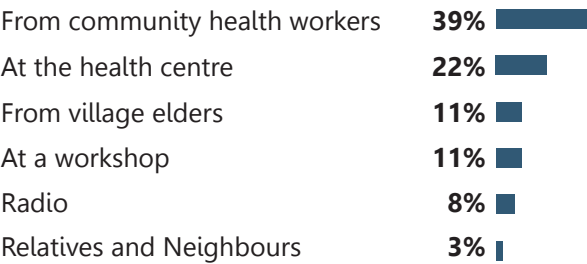 From community health workers 39%
At the health centre 22%
From village elders 11%
At a workshop 11%
Radio 8%
Relatives and Neighbours 3%